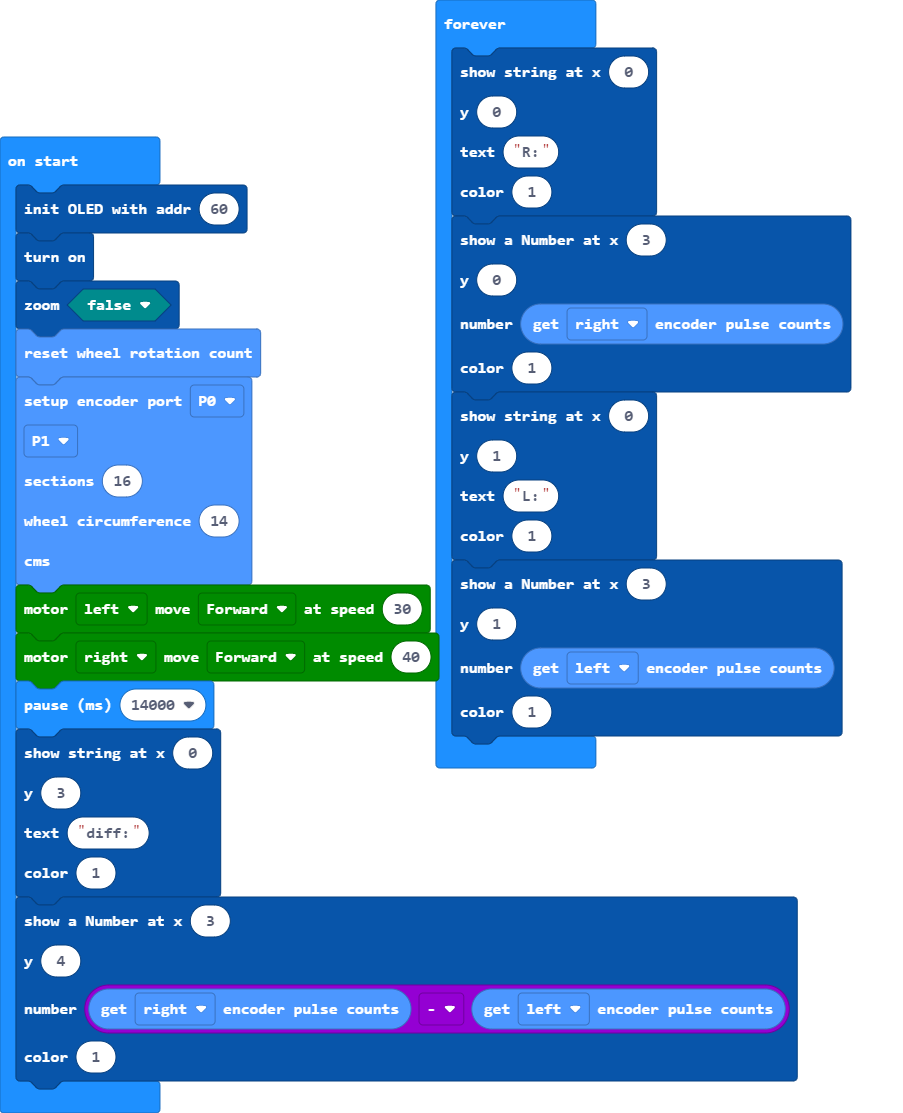 on start
init OLED with addr 60
turn on
zoom false
reset wheel rotation count
setup encoder port P0
P1
sections 16
wheel circumference 14
cms
motor left move Forward at speed 30
motor right move Forward at speed 40
pause (ms) 14000
show string at x 0
y 3
text "diff:"
color 1
show a Number at x 3
y 4
number get right encoder pulse counts - get left encoder pulse counts
color 1
forever
show string at x 0
y 0
text "R:"
color 1
show a Number at x 3
y 0
number get right encoder pulse counts
color 1
show string at x 0
y 1
text "L:"
color 1
show a Number at x 3
y 1
number get left encoder pulse counts
color 1